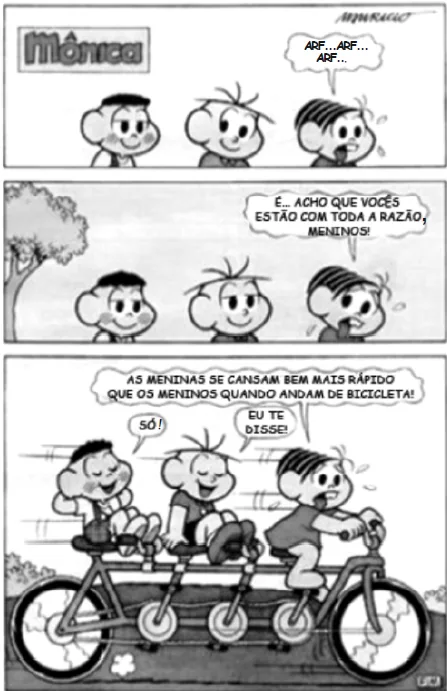 MAURICIO
Mônica
ARF...ARF...
ARF...
É... ACHO QUE VOCÊS
ESTÃO COM TODA A RAZÃO,
MENINOS!
AS MENINAS SE CANSAM BEM MAIS RÁPIDO
QUE OS MENINOS QUANDO ANDAM DE BICICLETA!
SÓ!
EU TE
DISSE!